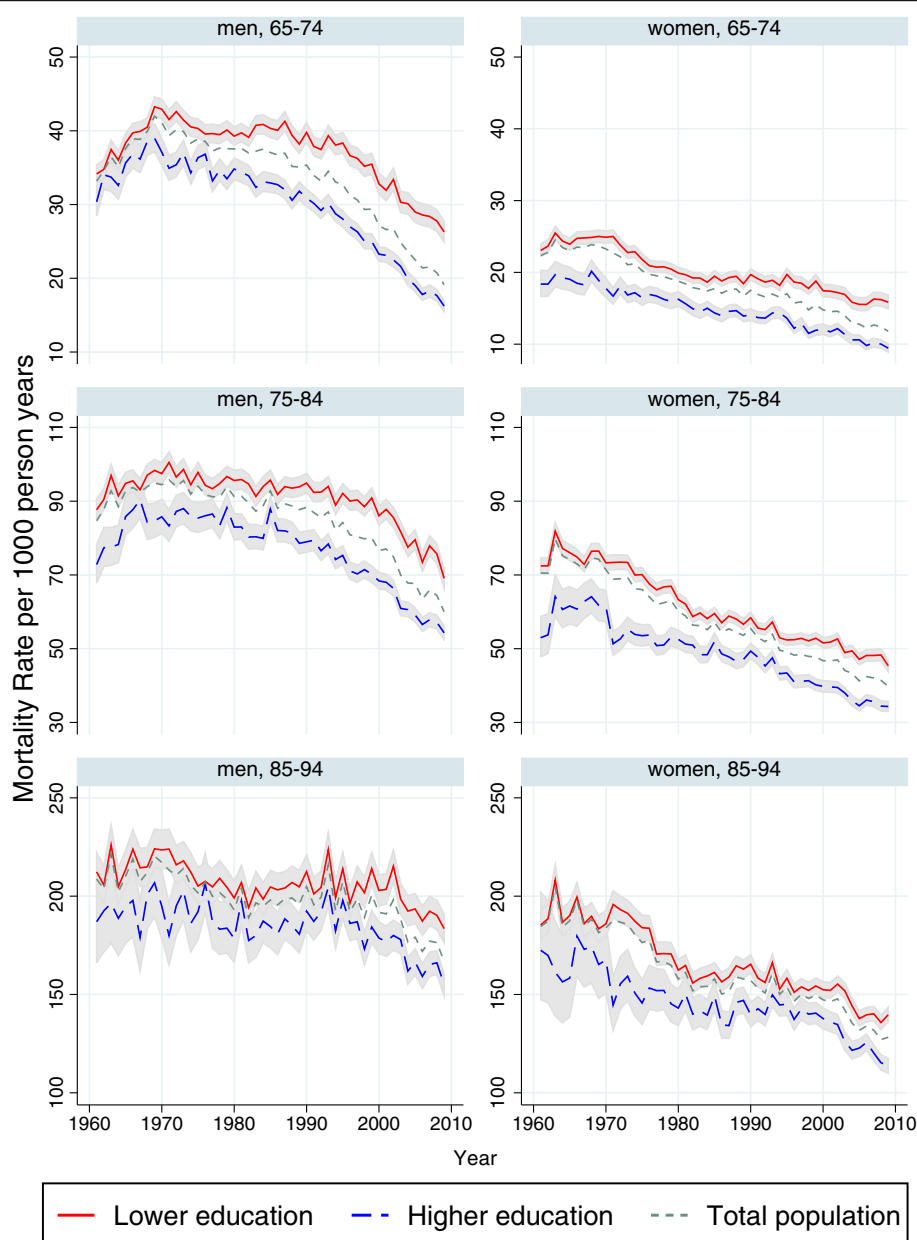 men, 65-74
women, 65-74
50
40
30
20
10
50
40
30
20
10
men, 75-84
women, 75-84
110
90
70
50
30
110
90
70
50
30
men, 85-94
women, 85-94
250
200
150
100
250
200
150
100
1960 1970 1980 1990 2000 2010
1960 1970 1980 1990 2000 2010
Mortality Rate per 1000 person years
Year
Lower education Higher education Total population